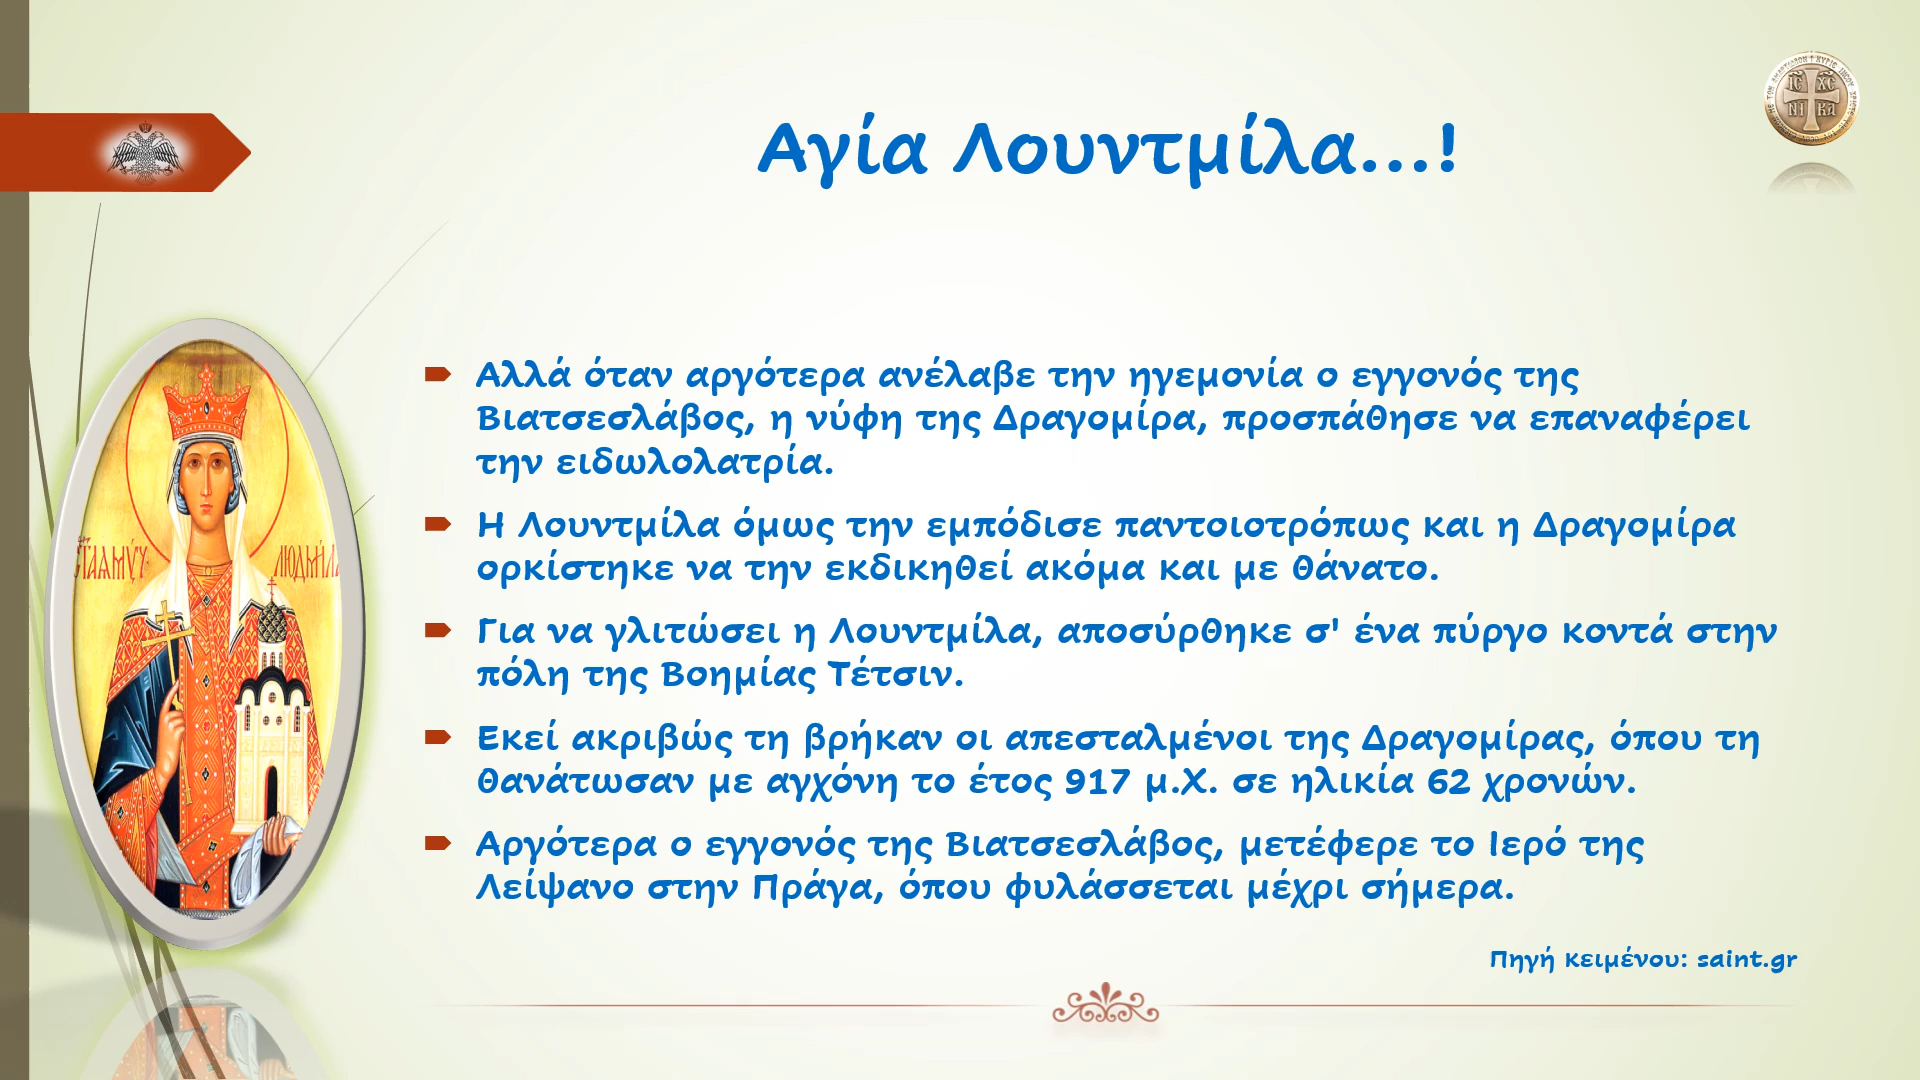 Αγία Λουντμίλα...!
IC XC
NI KA
Αλλά όταν αργότερα ανέλαβε την ηγεμονία ο εγγονός της
Βιατσεσλάβος, η νύφη της Δραγομίρα, προσπάθησε να επαναφέρει
την ειδωλολατρία.
Η Λουντμίλα όμως την εμπόδισε παντοιοτρόπως και η Δραγομίρα
ορκίστηκε να την εκδικηθεί ακόμα και με θάνατο.
Για να γλιτώσει η Λουντμίλα, αποσύρθηκε σ' ένα πύργο κοντά στην
πόλη της Βοημίας Τέτσιν.
Εκεί ακριβώς τη βρήκαν οι απεσταλμένοι της Δραγομίρας, όπου τη
θανάτωσαν με αγχόνη το έτος 917 μ.Χ. σε ηλικία 62 χρονών.
Αργότερα ο εγγονός της Βιατσεσλάβος, μετέφερε το Ιερό της
Λείψανο στην Πράγα, όπου φυλάσσεται μέχρι σήμερα.
Πηγή κειμένου: saint.gr